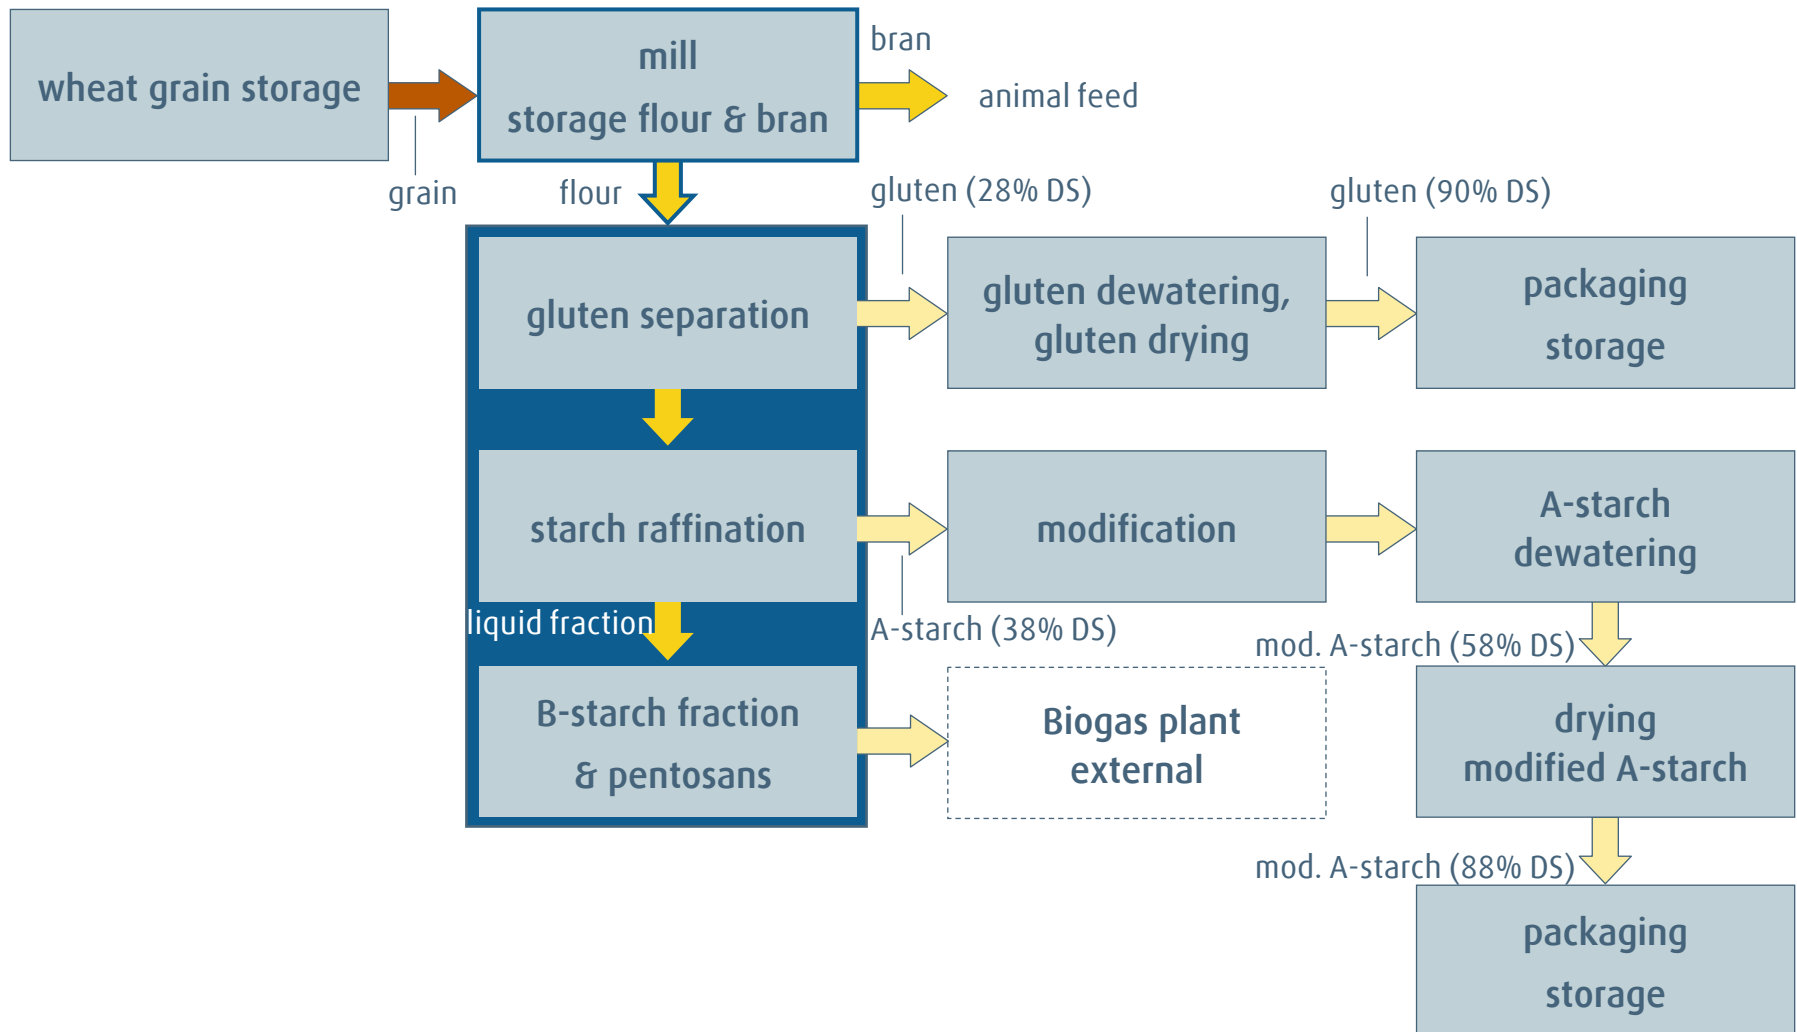 wheat grain storage
mill
storage flour & bran
bran
animal feed
grain
flour
gluten (28% DS)
gluten (90% DS)
gluten separation
gluten dewatering,
gluten drying
packaging
storage
starch raffination
modification
A-starch
dewatering
liquid fraction
A-starch (38% DS)
mod. A-starch (58% DS)
B-starch fraction
& pentosans
Biogas plant
external
drying
modified A-starch
mod. A-starch (88% DS)
packaging
storage